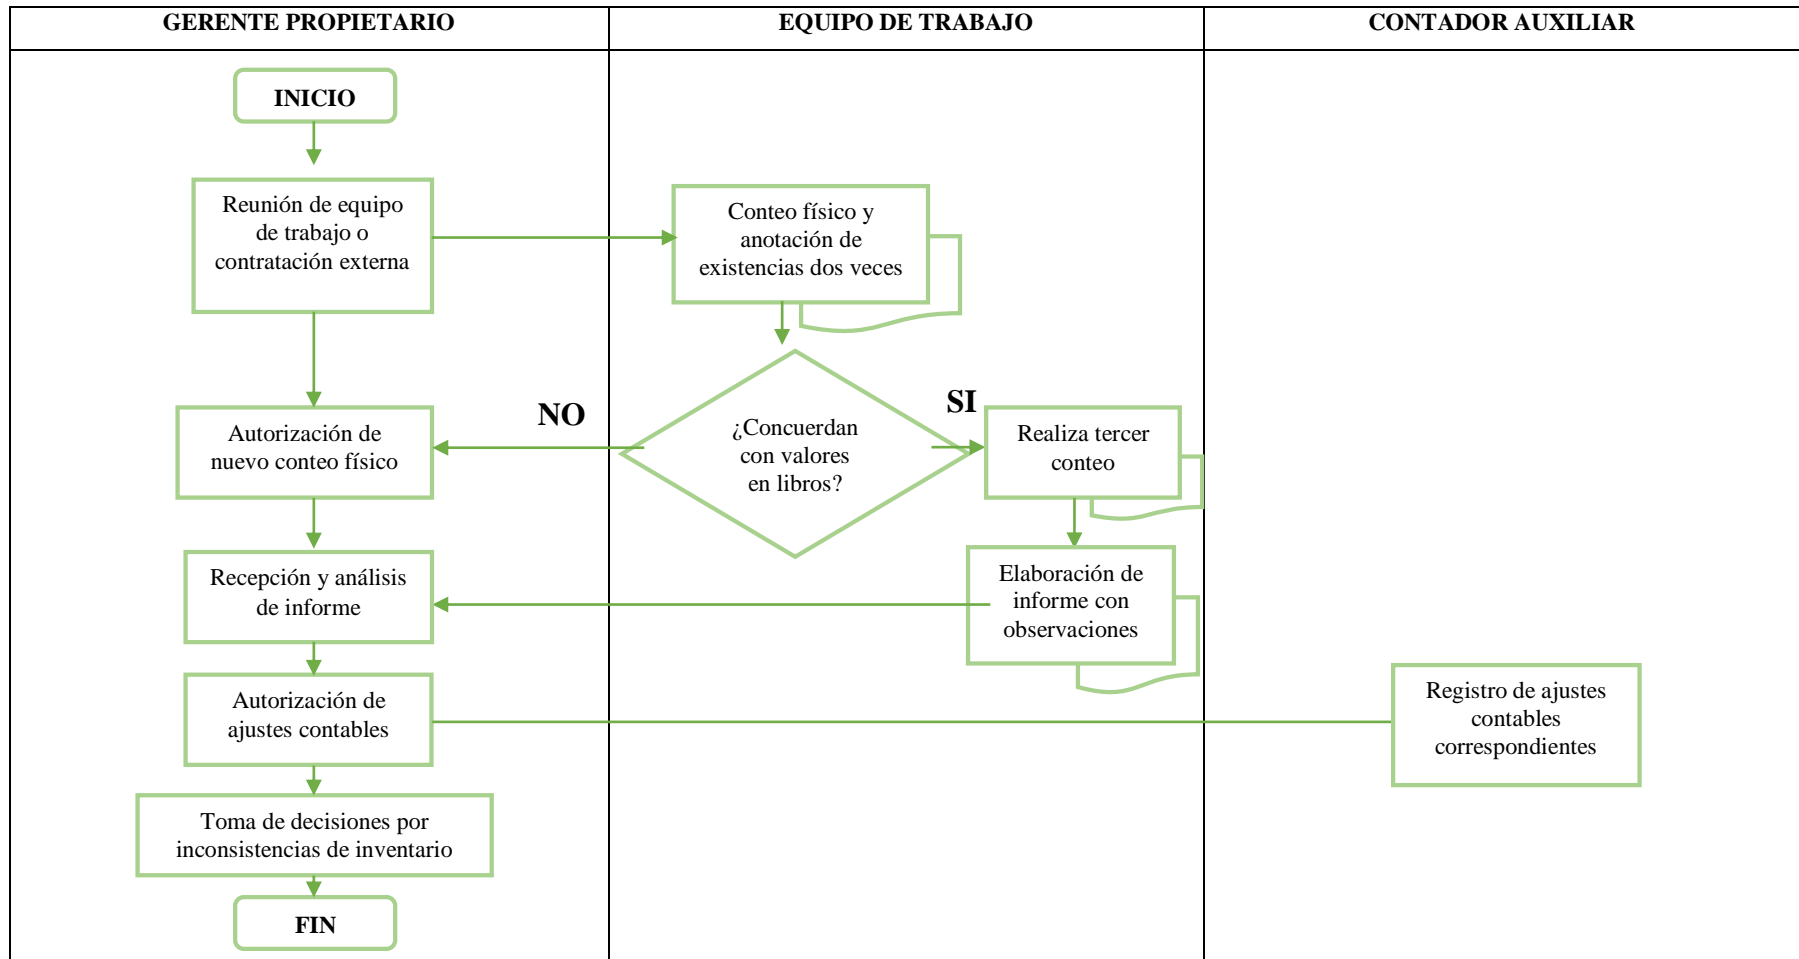 GERENTE PROPIETARIO
EQUIPO DE TRABAJO
CONTADOR AUXILIAR
INICIO
Reunión de equipo
de trabajo o
contratación externa
Conteo físico y
anotación de
existencias dos veces
NO
SI
¿Concuerdan
con valores
en libros?
Realiza tercer
conteo
Autorización de
nuevo conteo físico
Recepción y análisis
de informe
Elaboración de
informe con
observaciones
Autorización de
ajustes contables
Registro de ajustes
contables
correspondientes
Toma de decisiones por
inconsistencias de inventario
FIN